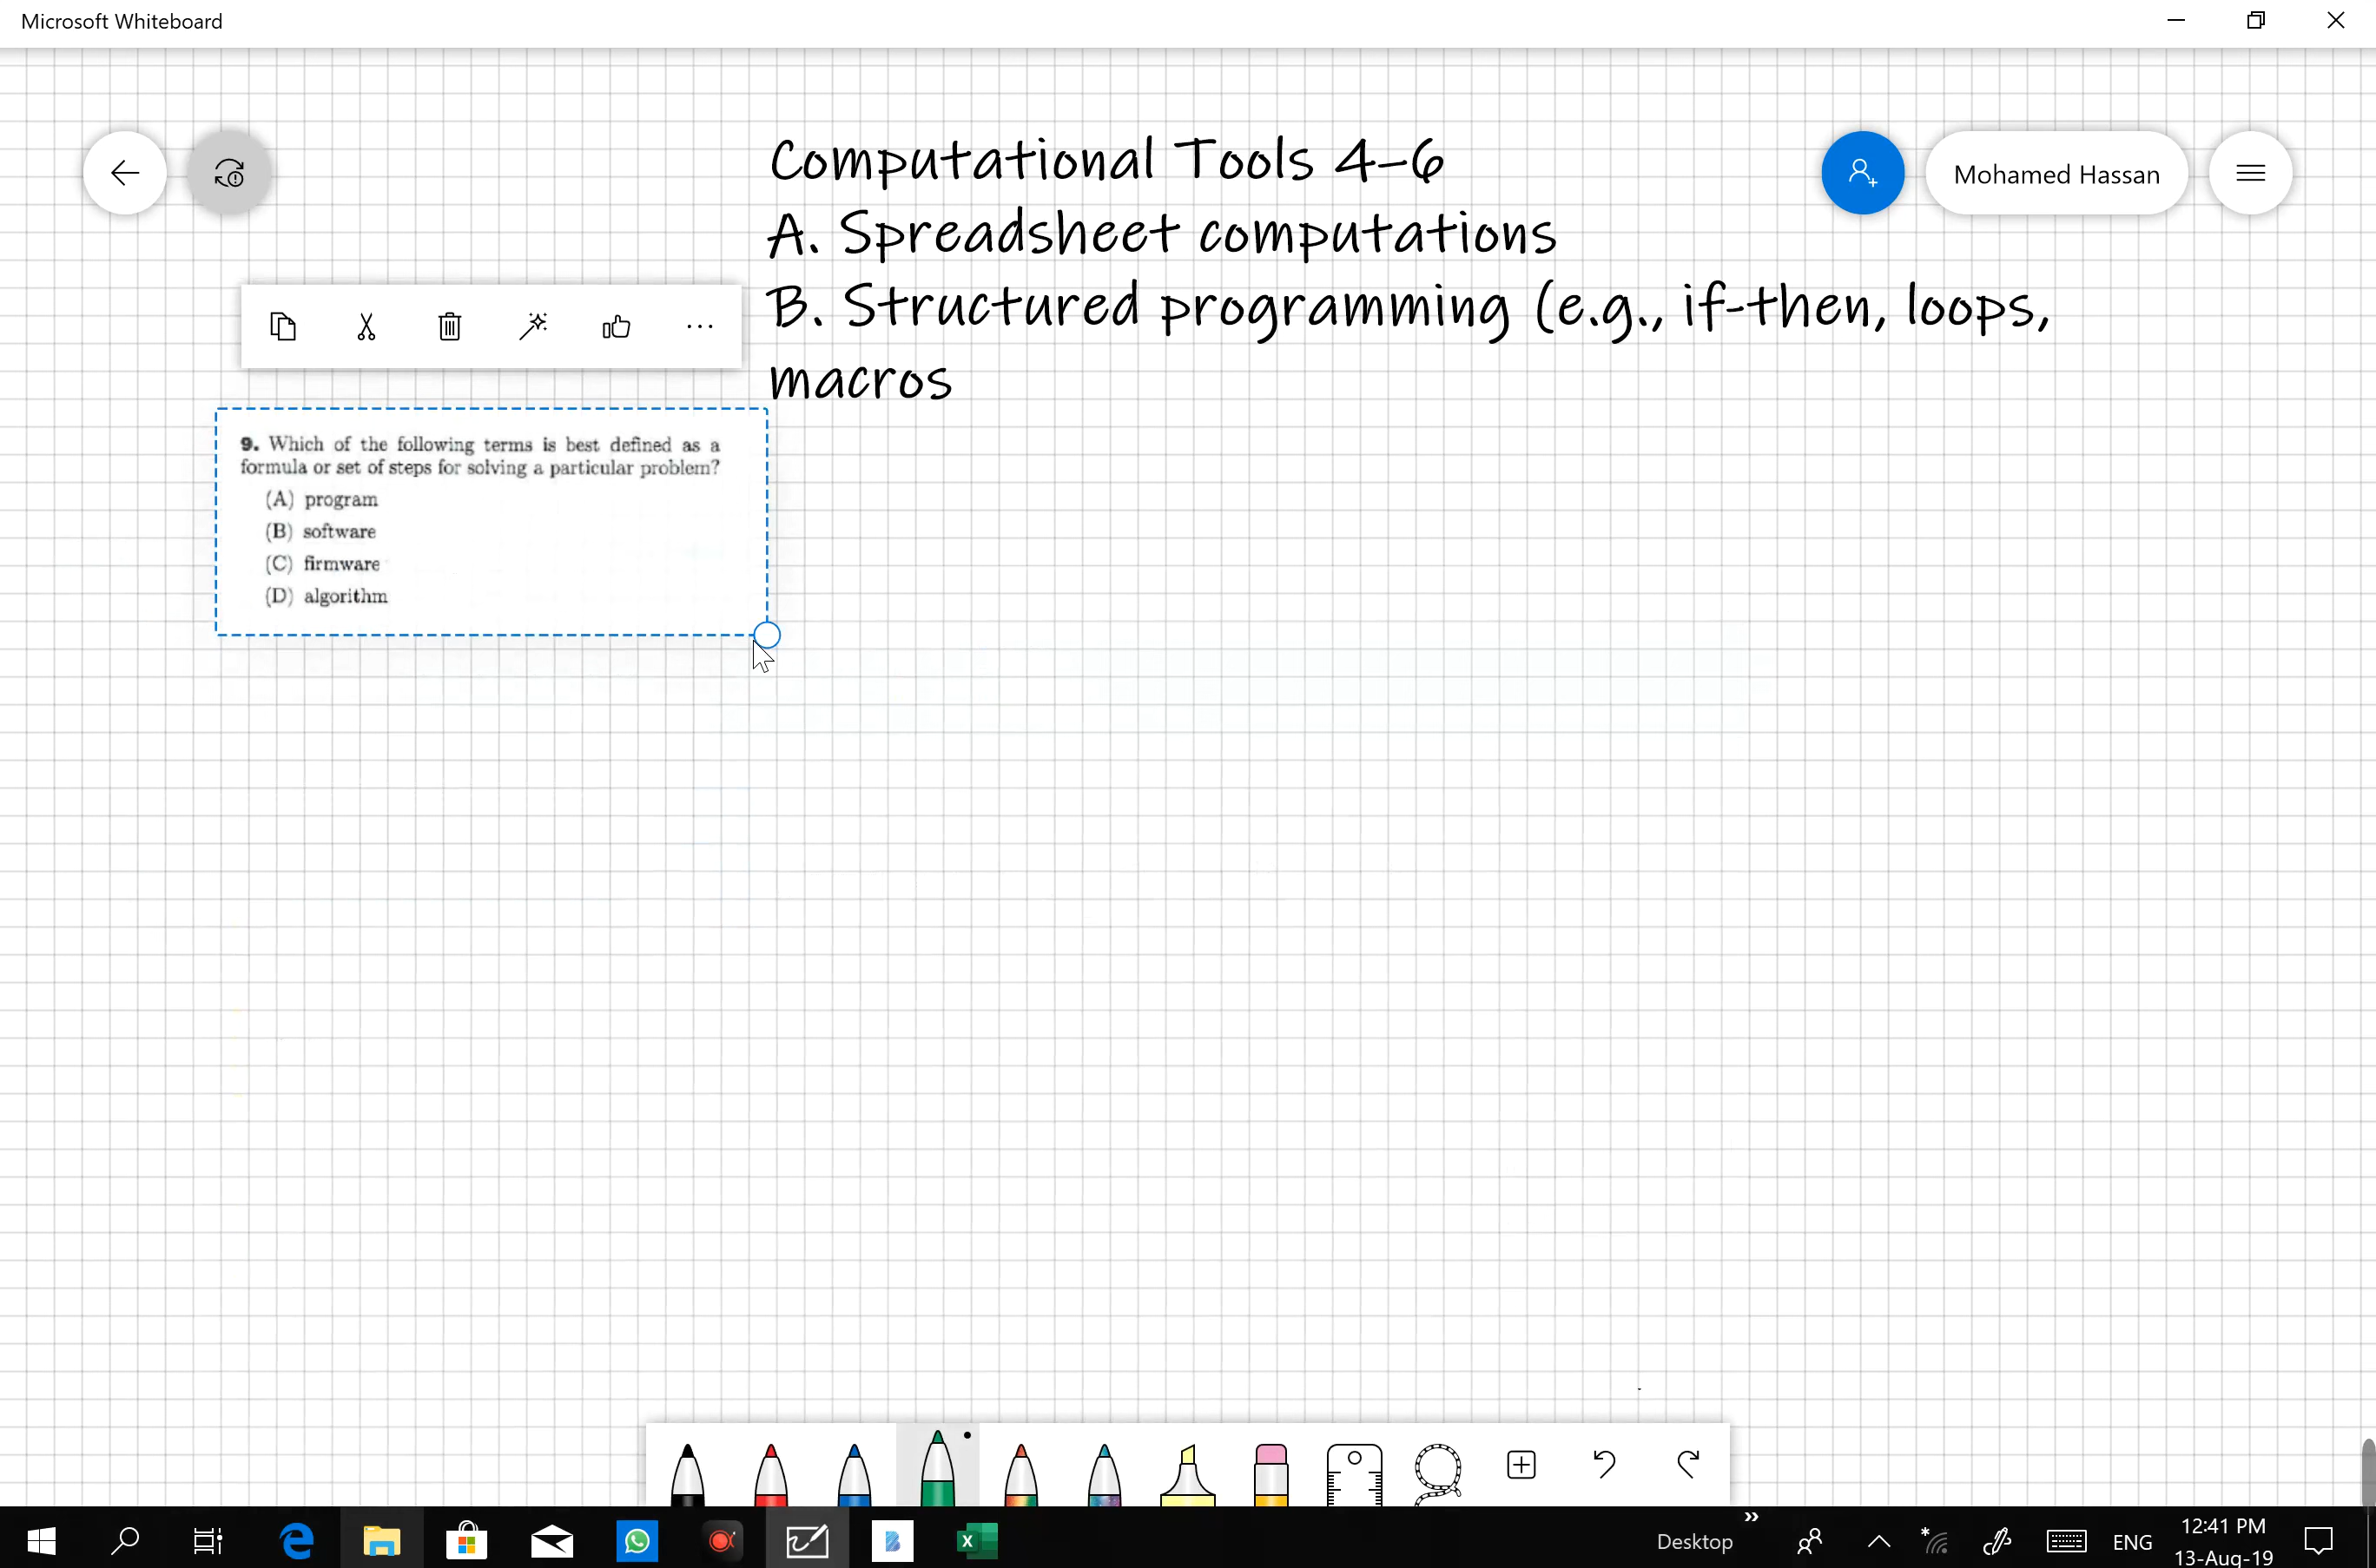 Microsoft Whiteboard
Computational Tools 4-6
A. Spreadsheet computations
B. Structured programming (e.g., if-then, loops,
macros
Mohamed Hassan
9. Which of the following terms is best defined as a
formula or set of steps for solving a particular problem?
(A) program
(B) software
(C) firmware
(D) algorithm
Desktop
ENG
12:41 PM
13-Aug-19